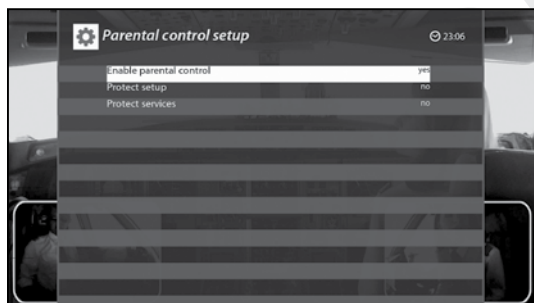 Parental control setup
23:06
Enable parental control yes
Protect setup no
Protect services no